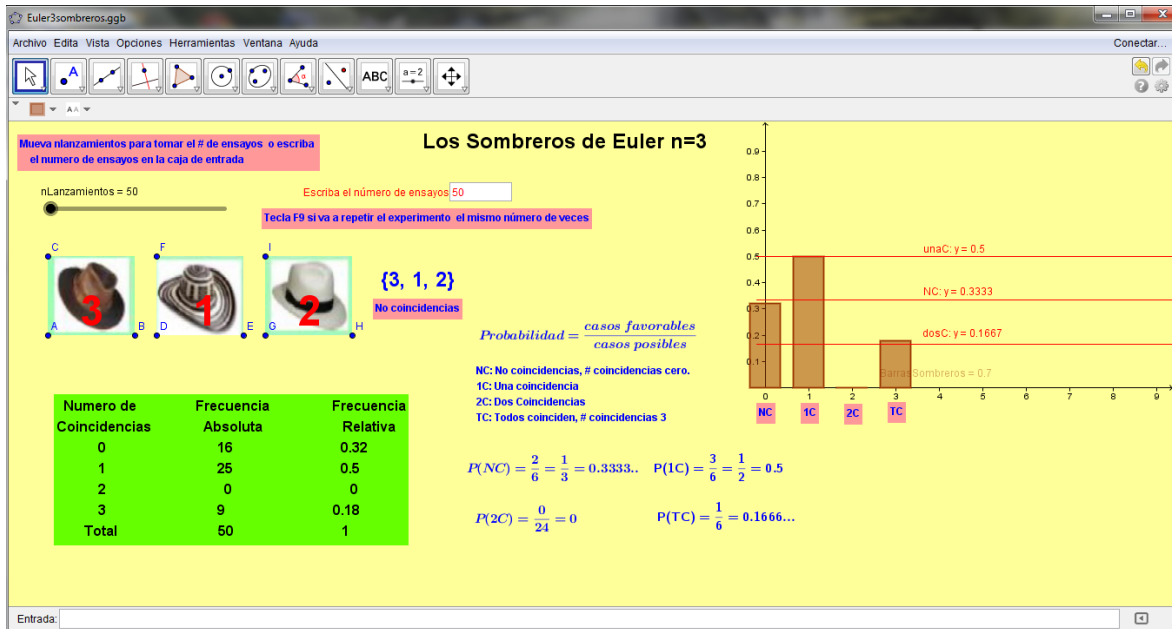 Euler3sombreros.ggb
Archivo Edita Vista Opciones Herramientas Ventana Ayuda
Conectar...
A
ABC
a=2
AA
Mueva nlanzamientos para tomar el # de ensayos o escriba
el numero de ensayos en la caja de entrada
Los Sombreros de Euler n=3
nLanzamientos = 50
Escriba el número de ensayos 50
Tecla F9 si va a repetir el experimento el mismo número de veces
C F I
3 1 2
A B D E G H
{3, 1, 2}
No coincidencias
Probabilidad = casos favorables / casos posibles
NC: No coincidencias, # coincidencias cero.
1C: Una coincidencia
2C: Dos Coincidencias
TC: Todos coinciden, # coincidencias 3
Numero de Coincidencias Frecuencia Absoluta Frecuencia Relativa
0 16 0.32
1 25 0.5
2 0 0
3 9 0.18
Total 50 1
P(NC) = 2/6 = 1/3 = 0.3333.. P(1C) = 3/6 = 1/2 = 0.5
P(2C) = 0/24 = 0 P(TC) = 1/6 = 0.1666...
0.9
0.8
0.7
0.6
unaC: y = 0.5
0.5
0.4
NC: y = 0.3333
0.3
dosC: y = 0.1667
0.2
0.1
BarrasSombreros = 0.7
0 1 2 3 4 5 6 7 8 9
NC 1C 2C TC
Entrada: